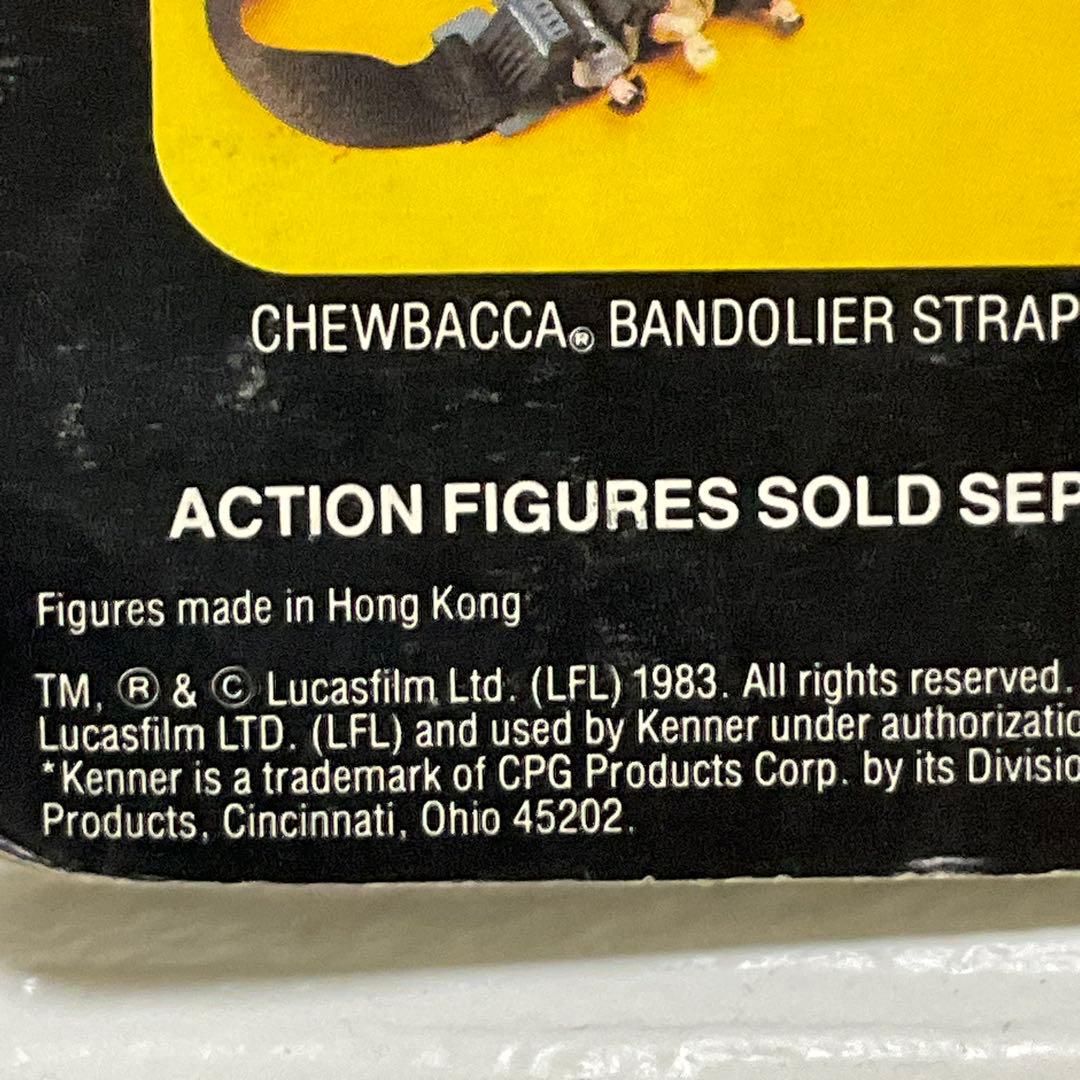 CHEWBACCA® BANDOLIER STRAP
ACTION FIGURES SOLD SEP
Figures made in Hong Kong
TM, ® & © Lucasfilm Ltd. (LFL) 1983. All rights reserved.
Lucasfilm LTD. (LFL) and used by Kenner under authorizatio
*Kenner is a trademark of CPG Products Corp. by its Divisio
Products, Cincinnati, Ohio 45202.